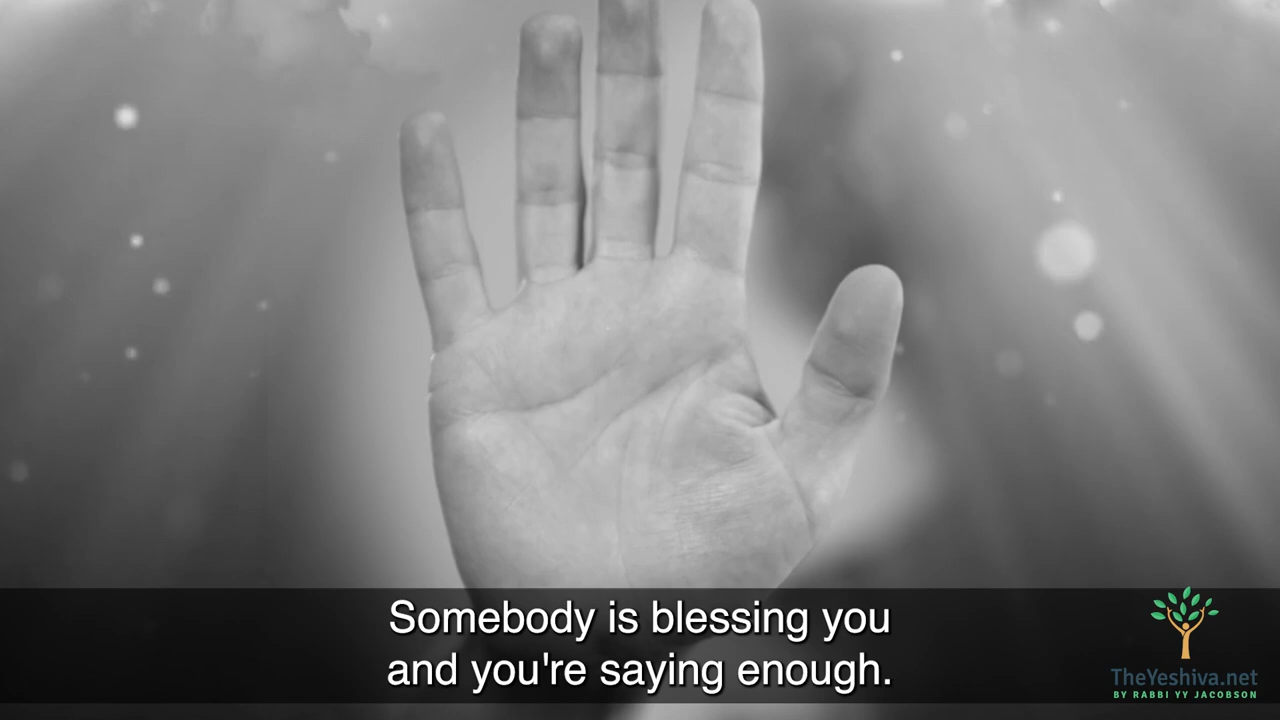 Somebody is blessing you
and you're saying enough.
TheYeshiva.net
BY RABBI YY JACOBSON